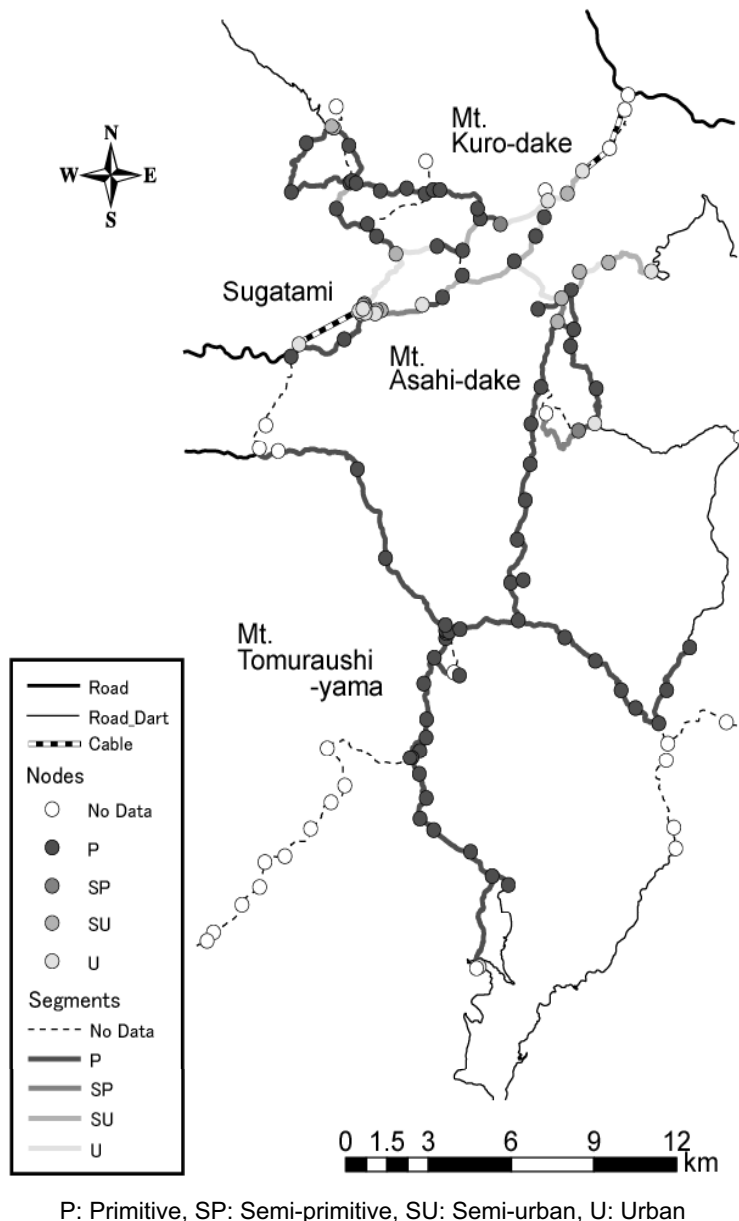 N
W E
S
Mt.
Kuro-dake
Sugatami
Mt.
Asahi-dake
Mt.
Tomuraushi
-yama
Road
Road_Dart
Cable
Nodes
No Data
P
SP
SU
U
Segments
No Data
P
SP
SU
U
0 1.5 3 6 9 12
km
P: Primitive, SP: Semi-primitive, SU: Semi-urban, U: Urban